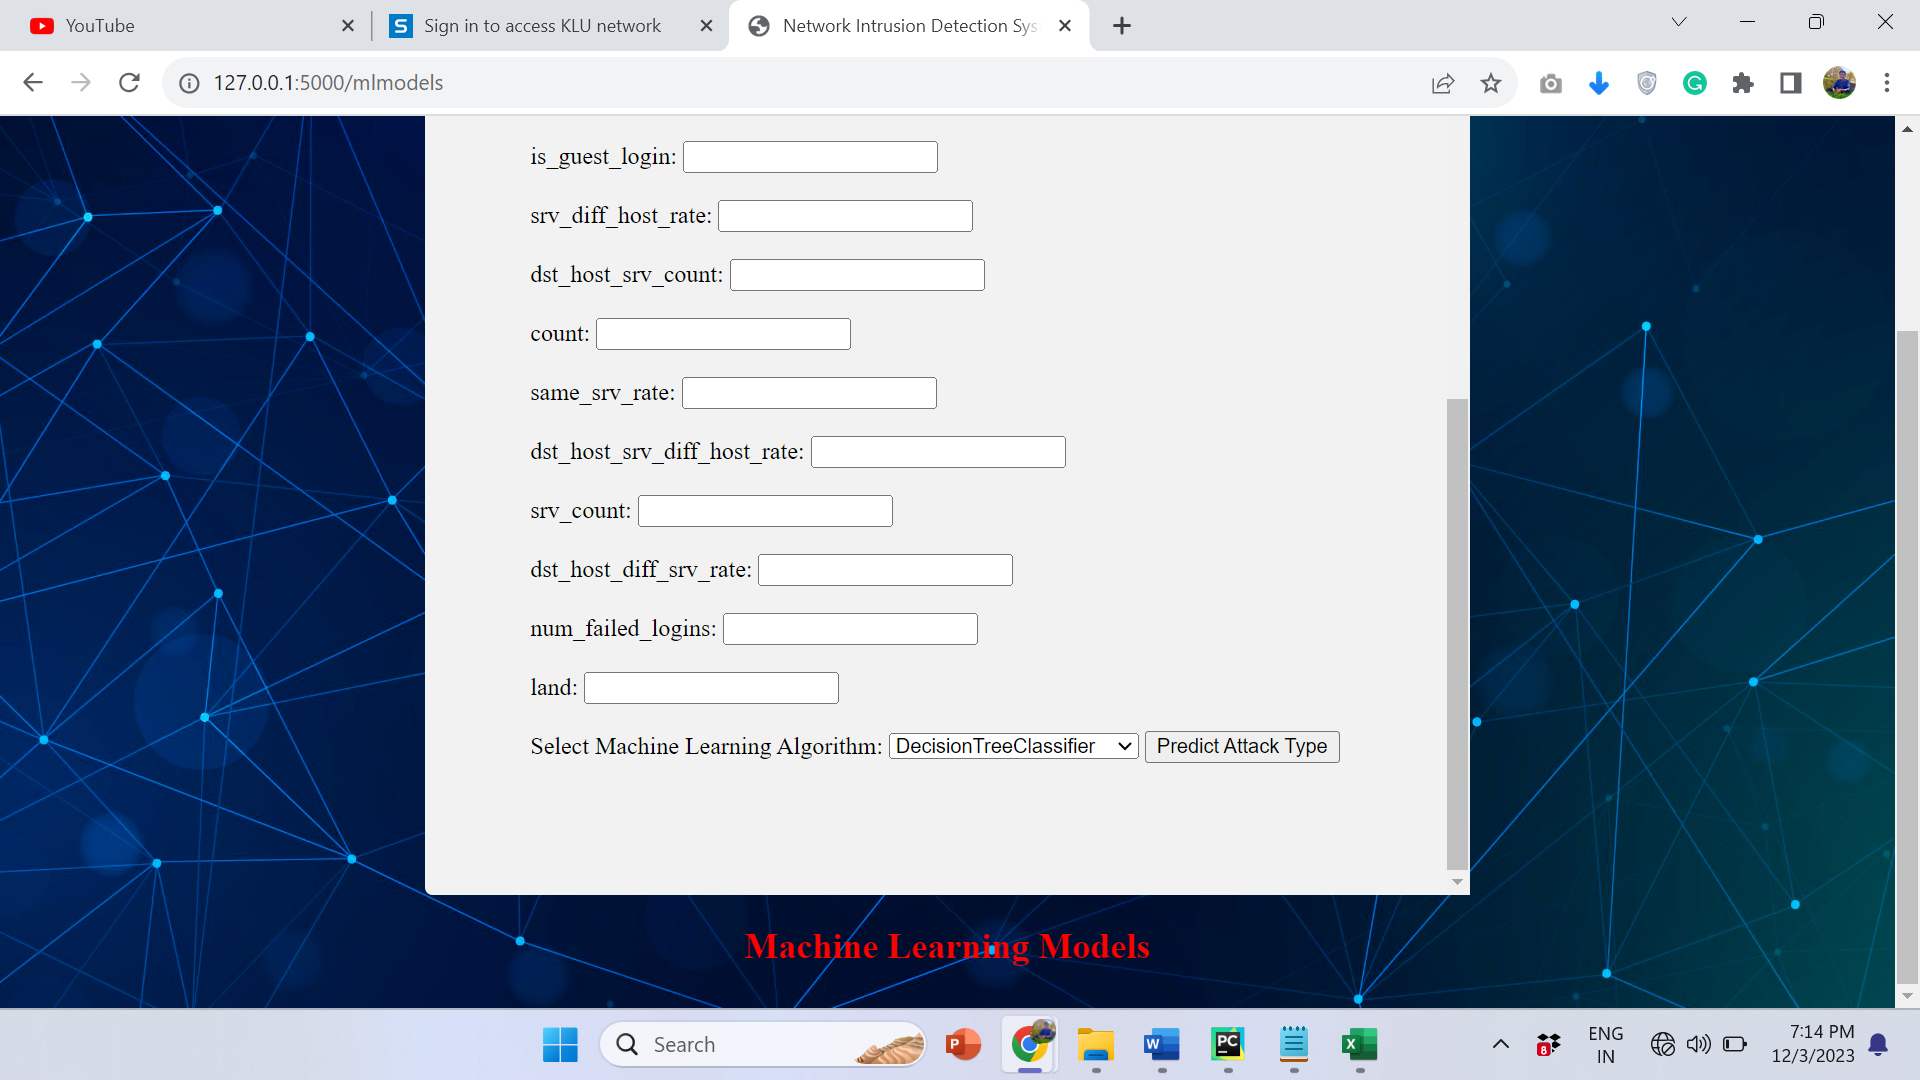 YouTube
Sign in to access KLU network
Network Intrusion Detection Sys
127.0.0.1:5000/mlmodels
is_guest_login:
srv_diff_host_rate:
dst_host_srv_count:
count:
same_srv_rate:
dst_host_srv_diff_host_rate:
srv_count:
dst_host_diff_srv_rate:
num_failed_logins:
land:
Select Machine Learning Algorithm: DecisionTreeClassifier Predict Attack Type
Machine Learning Models
Search
8
ENG
IN
7:14 PM
12/3/2023